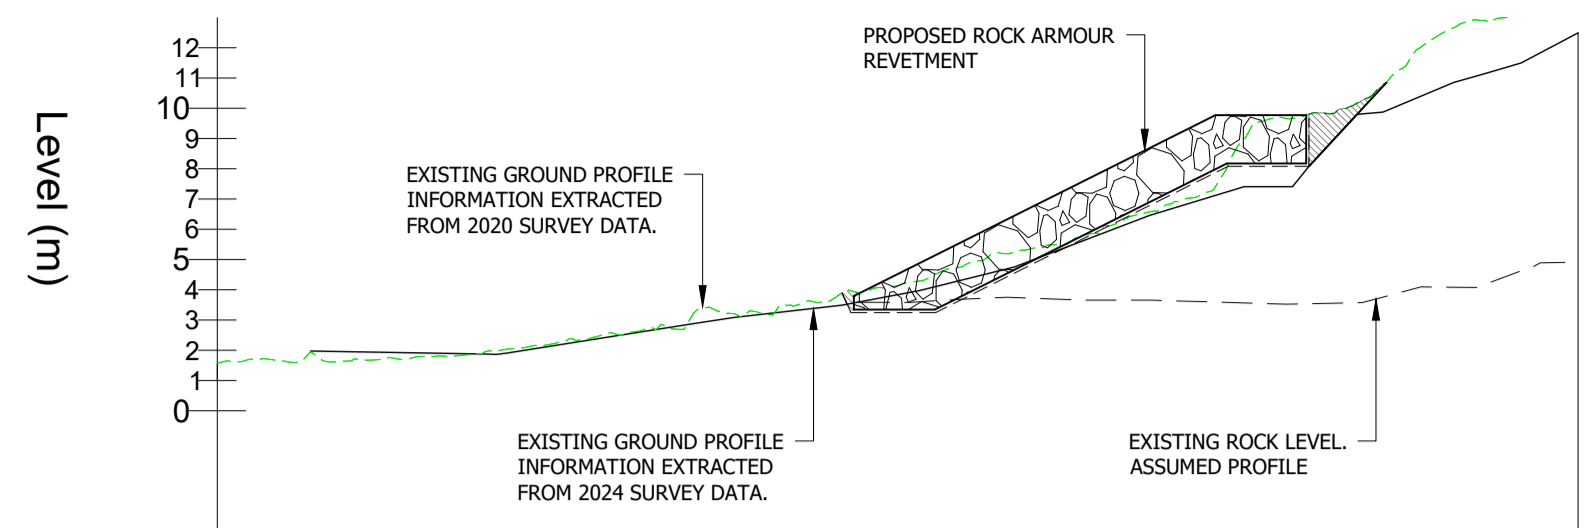 PROPOSED ROCK ARMOUR
REVETMENT
12
11
10
9
8
7
6
5
4
3
2
1
0
Level (m)
EXISTING GROUND PROFILE
INFORMATION EXTRACTED
FROM 2020 SURVEY DATA.
EXISTING GROUND PROFILE
INFORMATION EXTRACTED
FROM 2024 SURVEY DATA.
EXISTING ROCK LEVEL.
ASSUMED PROFILE